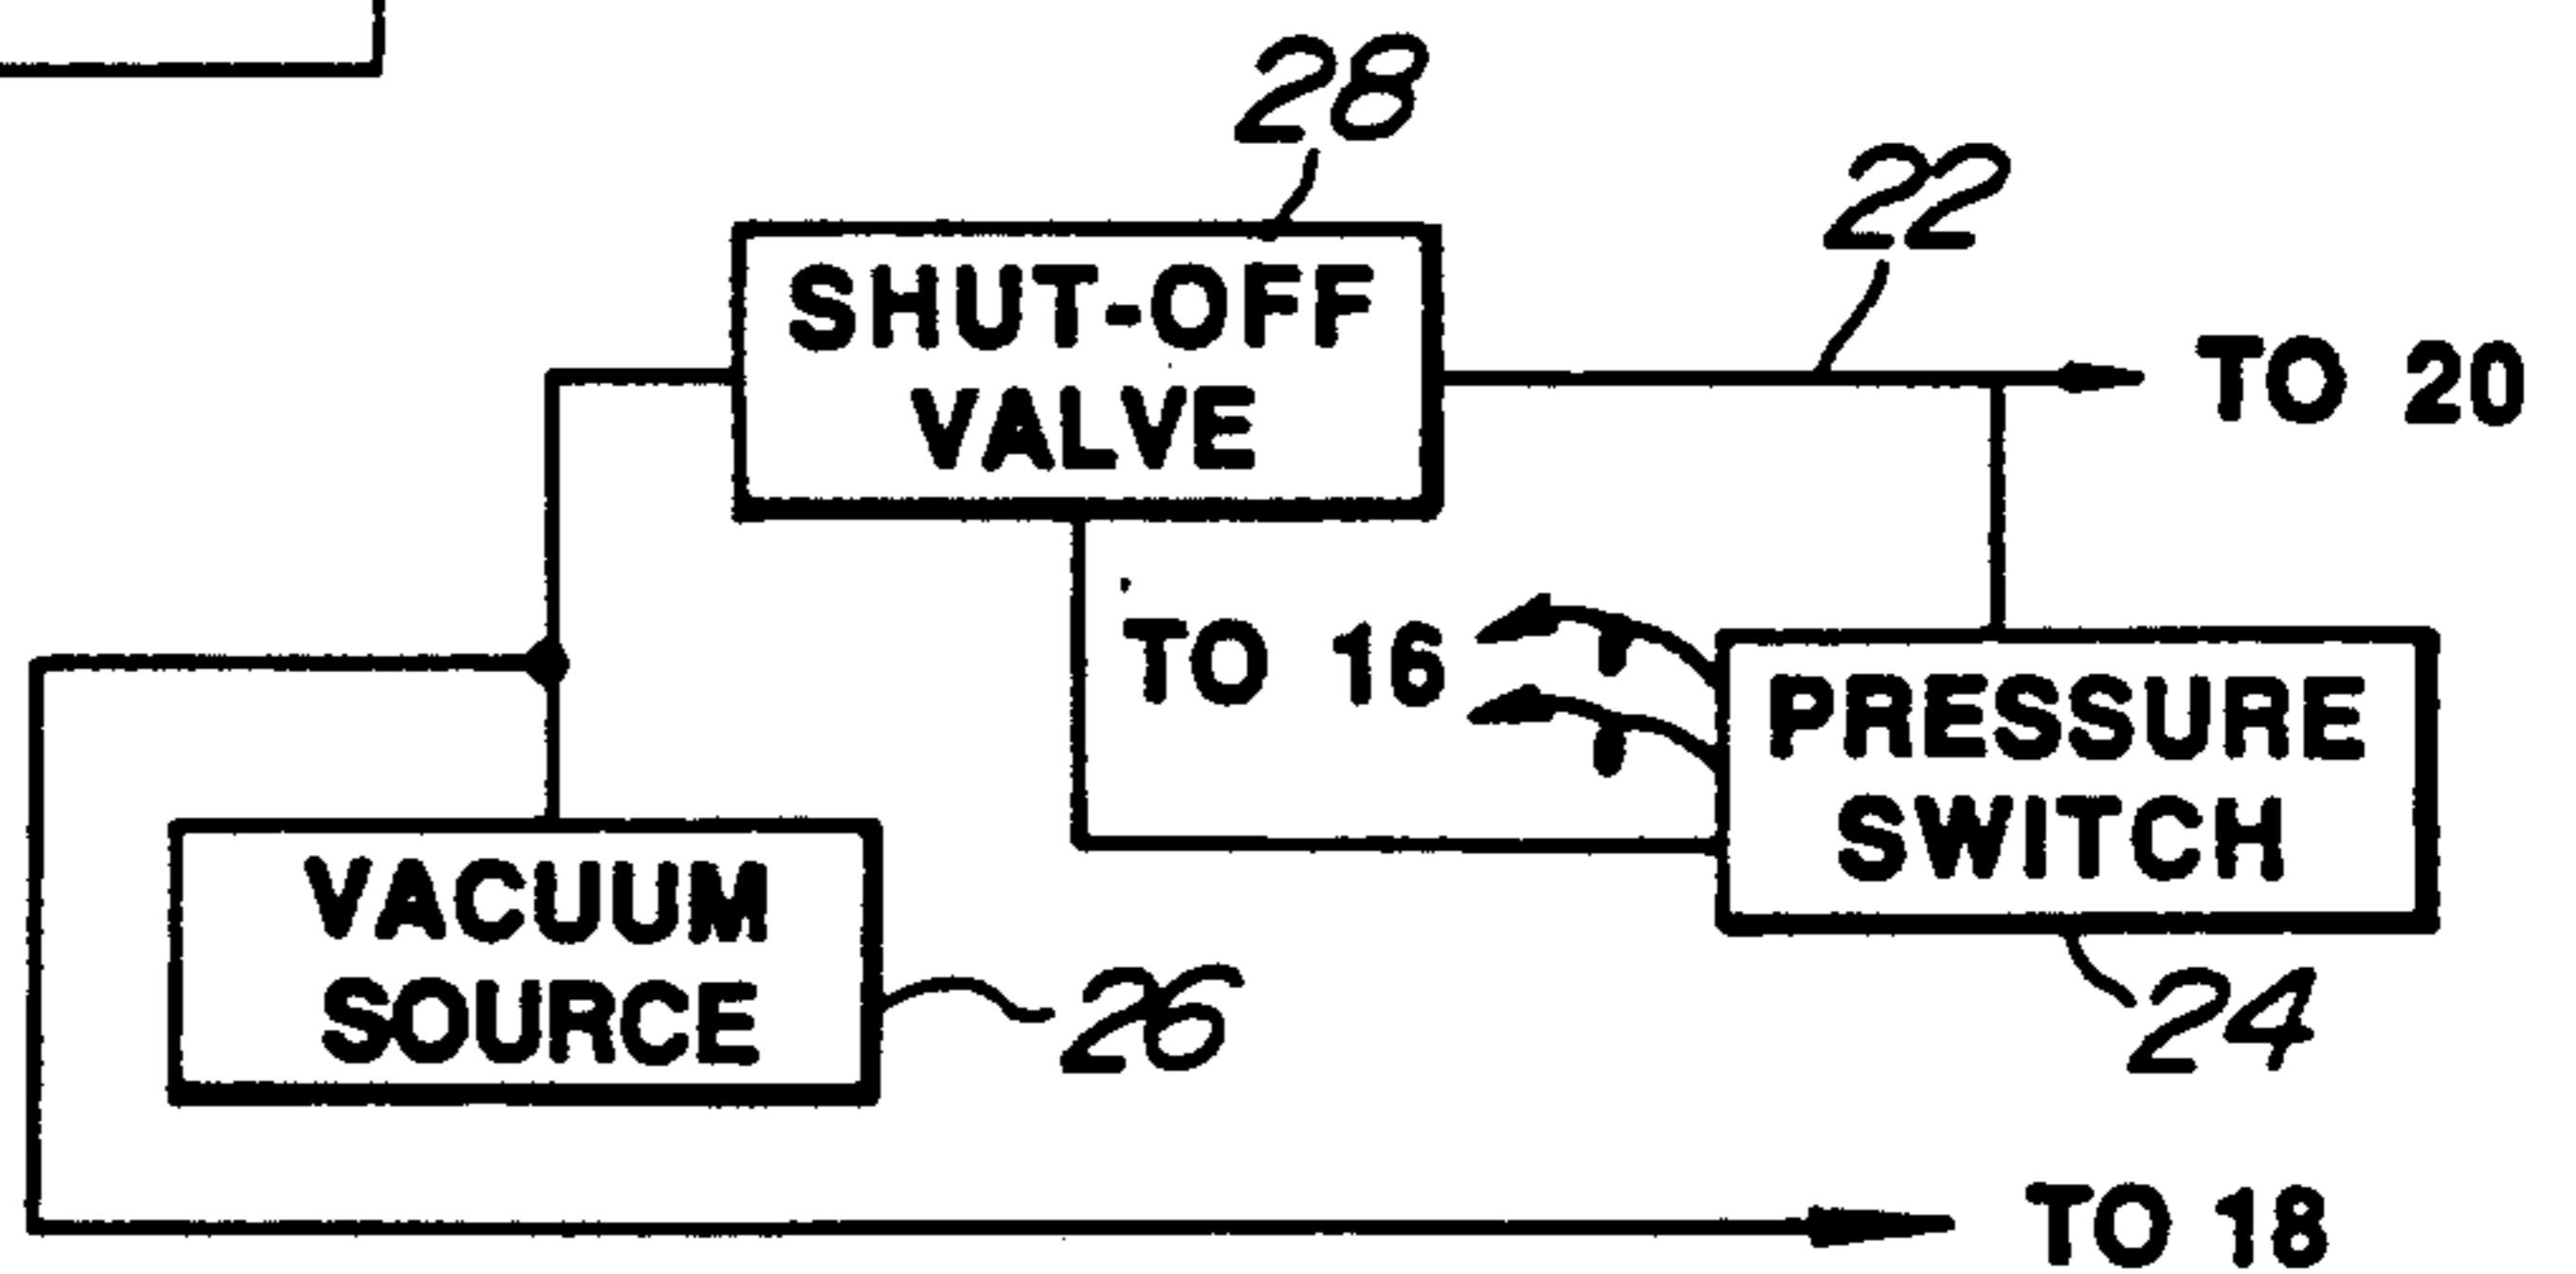 28
22
SHUT-OFF
VALVE
TO 20
TO 16
PRESSURE
SWITCH
VACUUM
SOURCE
26
24
TO 18